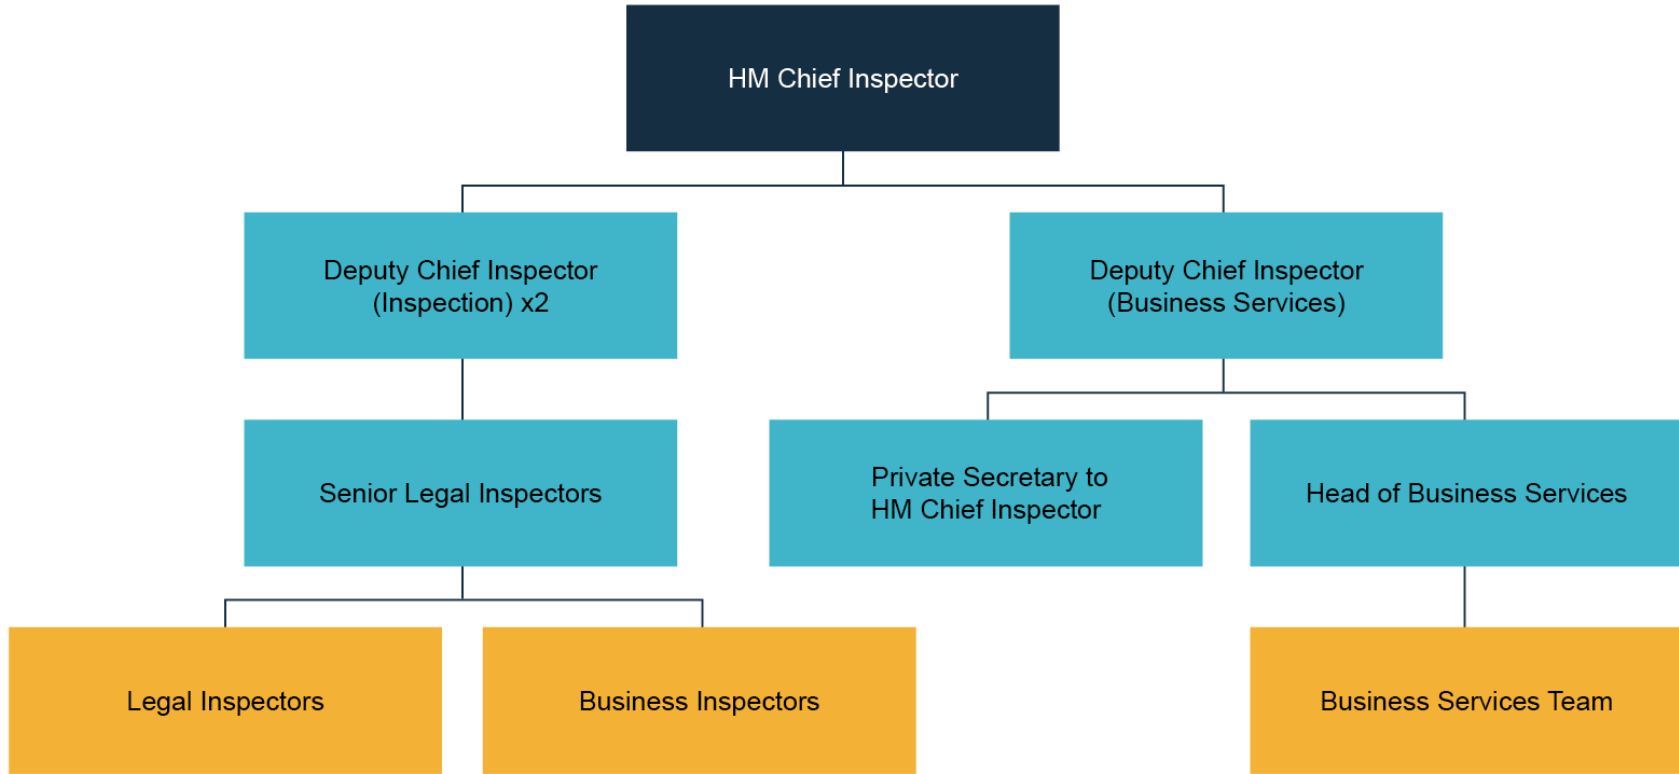 HM Chief Inspector
Deputy Chief Inspector
(Inspection) x2
Deputy Chief Inspector
(Business Services)
Senior Legal Inspectors
Private Secretary to
HM Chief Inspector
Head of Business Services
Legal Inspectors
Business Inspectors
Business Services Team